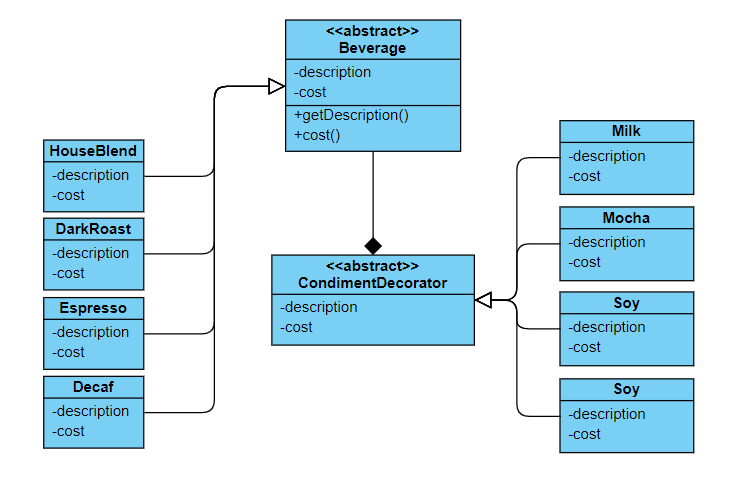 <<abstract>>
Beverage
-description
-cost
+getDescription()
+cost()
HouseBlend
-description
-cost
DarkRoast
-description
-cost
Espresso
-description
-cost
Decaf
-description
-cost
<<abstract>>
CondimentDecorator
-description
-cost
Milk
-description
-cost
Mocha
-description
-cost
Soy
-description
-cost
Soy
-description
-cost